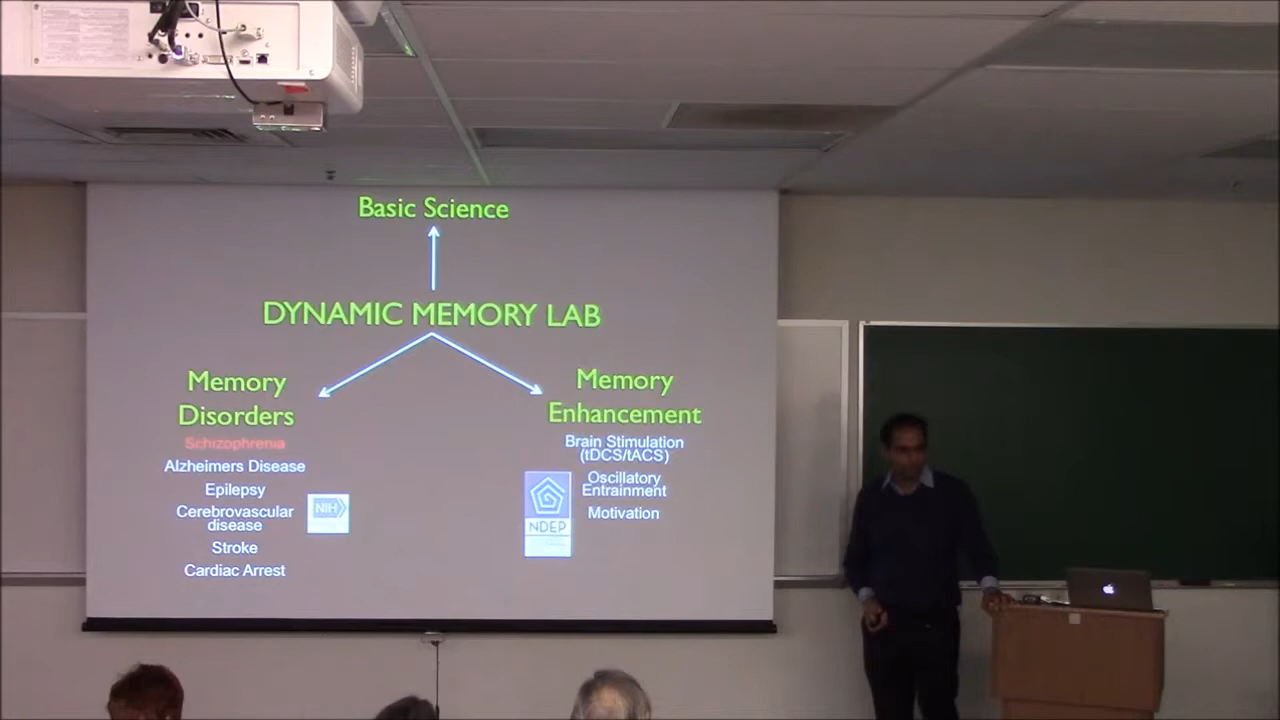 Basic Science
DYNAMIC MEMORY LAB
Memory
Disorders
Schizophrenia
Alzheimers Disease
Epilepsy
Cerebrovascular
disease
Stroke
Cardiac Arrest
NIH
Memory
Enhancement
Brain Stimulation
(tDCS/tACS)
Oscillatory
Entrainment
Motivation
NDEP